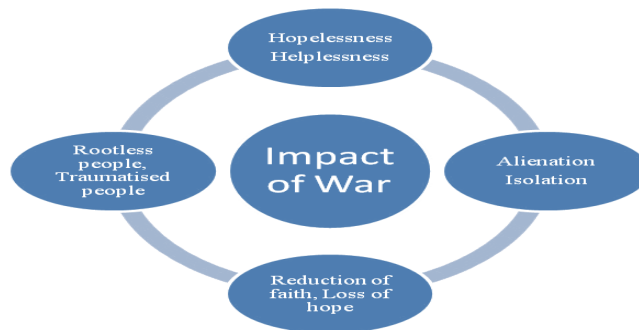 Hopelessness
Helplessness
Rootless
people,
Traumatised
people
Impact
of War
Alienation
Isolation
Reduction of
faith, Loss of
hope